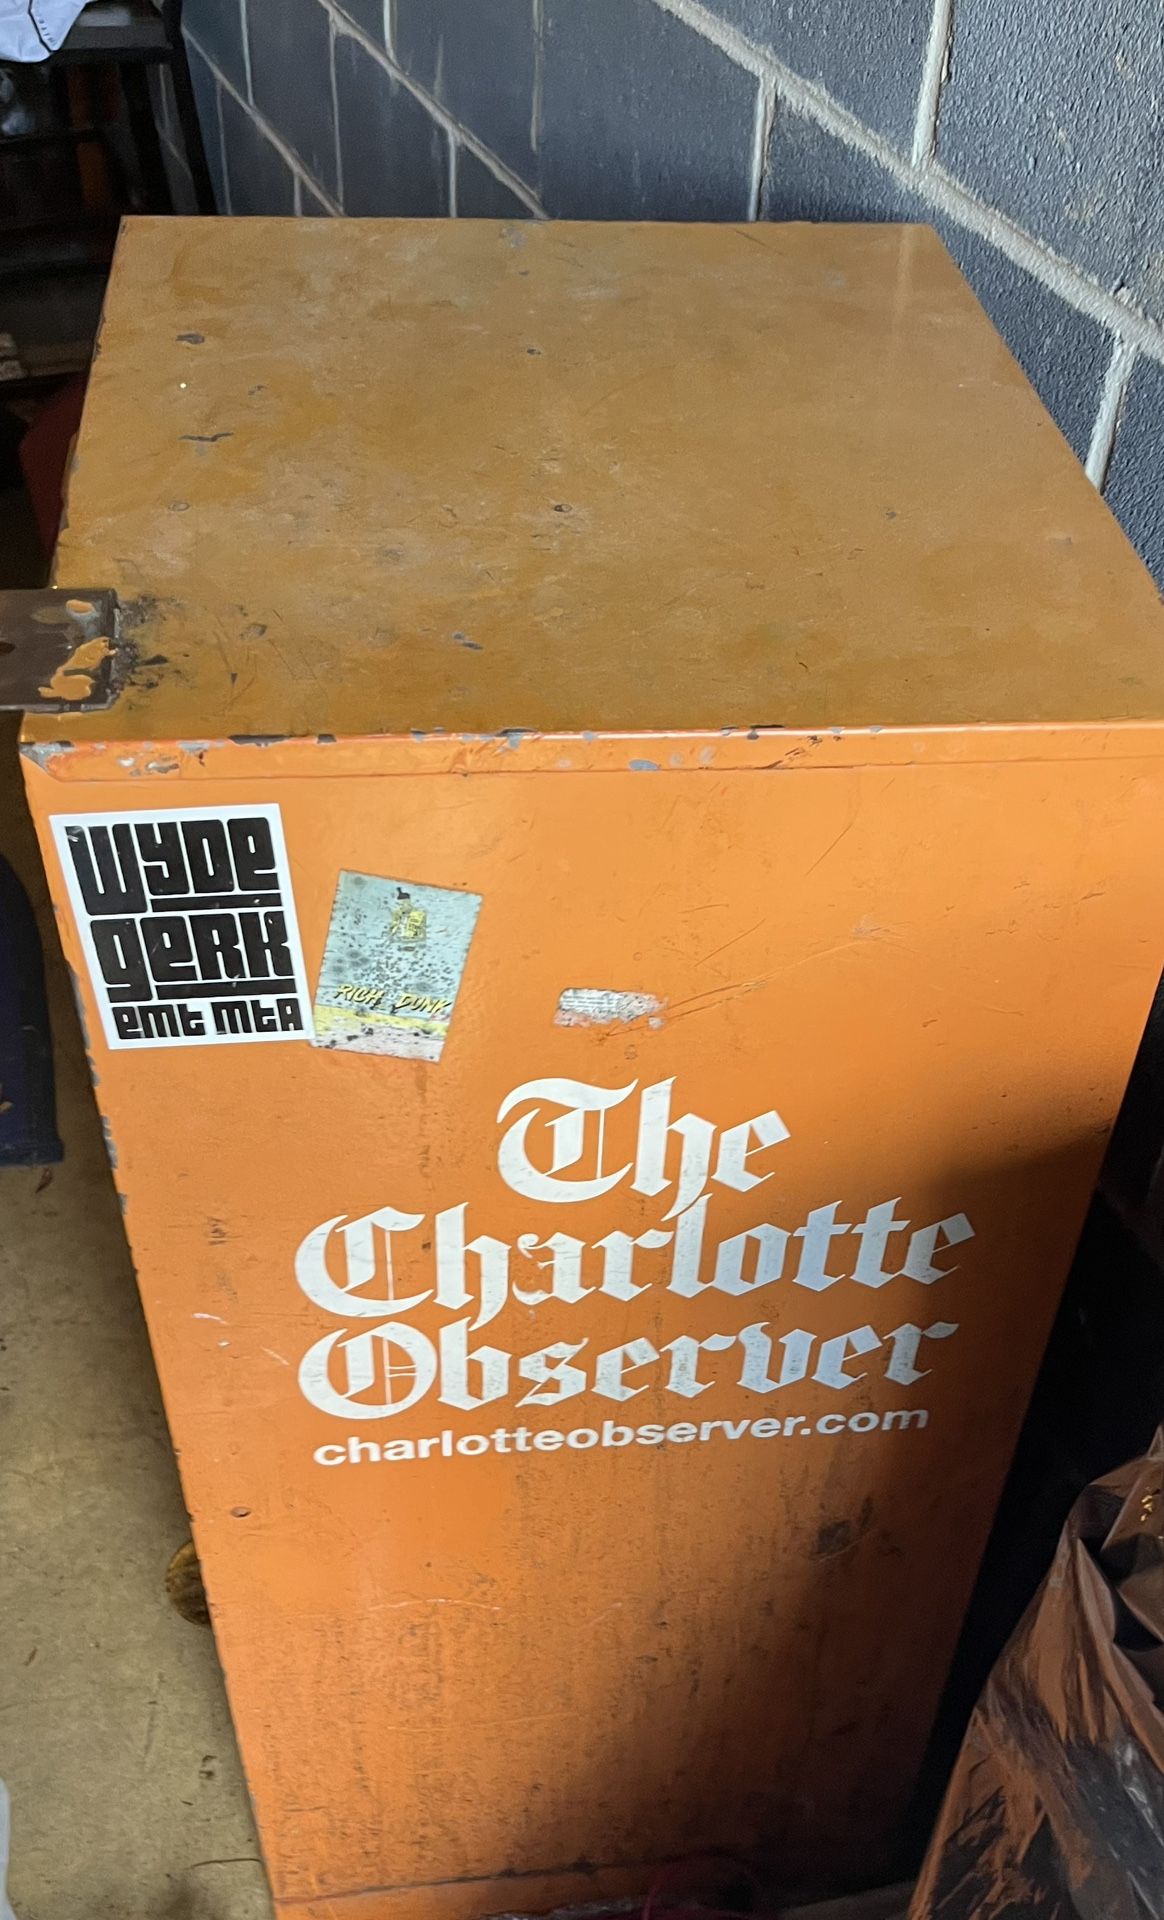 WYDE
GERK
EMT MTA
RICH DUNK
The
Charlotte
Observer
charlotteobserver.com